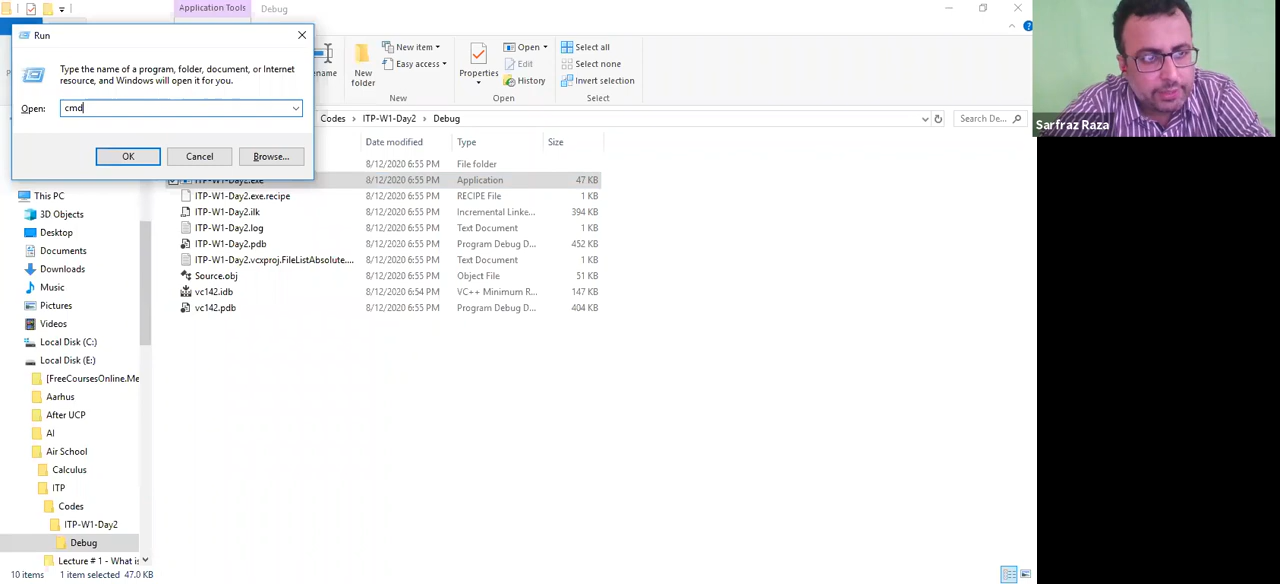 Application Tools
Debug
Run
Type the name of a program, folder, document, or Internet
resource, and Windows will open it for you.
Open:
cmd
OK
Cancel
Browse...
New
folder
New item
Easy access
New
Properties
Open
Edit
History
Open
Select all
Select none
Invert selection
Select
Codes > ITP-W1-Day2 > Debug
Search De...
Date modified
Type
Size
8/12/2020 6:55 PM File folder
ITP-W1-Day2.exe 8/12/2020 6:55 PM Application 47 KB
ITP-W1-Day2.exe.recipe 8/12/2020 6:55 PM RECIPE File 1 KB
ITP-W1-Day2.ilk 8/12/2020 6:55 PM Incremental Linke... 394 KB
ITP-W1-Day2.log 8/12/2020 6:55 PM Text Document 1 KB
ITP-W1-Day2.pdb 8/12/2020 6:55 PM Program Debug D... 452 KB
ITP-W1-Day2.vcxproj.FileListAbsolute.... 8/12/2020 6:55 PM Text Document 1 KB
Source.obj 8/12/2020 6:55 PM Object File 51 KB
vc142.idb 8/12/2020 6:54 PM VC++ Minimum R... 147 KB
vc142.pdb 8/12/2020 6:55 PM Program Debug D... 404 KB
This PC
3D Objects
Desktop
Documents
Downloads
Music
Pictures
Videos
Local Disk (C:)
Local Disk (E:)
[FreeCoursesOnline.Me
Aarhus
After UCP
AI
Air School
Calculus
ITP
Codes
ITP-W1-Day2
Debug
Lecture # 1 - What is
10 items 1 item selected 47.0 KB
Sarfraz Raza